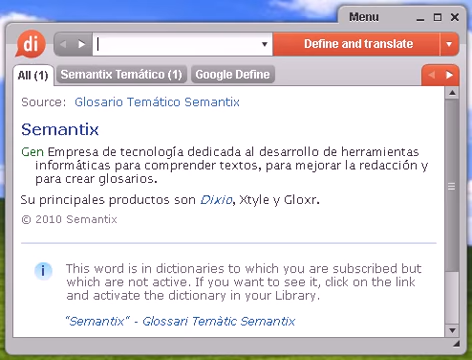 Menu
di
Define and translate
All (1)
Semantix Temático (1)
Google Define
Source: Glosario Temático Semantix
Semantix
Gen Empresa de tecnología dedicada al desarrollo de herramientas
informáticas para comprender textos, para mejorar la redacción y
para crear glosarios.
Su principales producto son Dixio, Xtyle y Gloxr.
© 2010 Semantix
i
This word is in dictionaries to which you are subscribed but
which are not active. If you want to see it, click on the link
and activate the dictionary in your Library.
"Semantix" - Glossari Temàtic Semantix